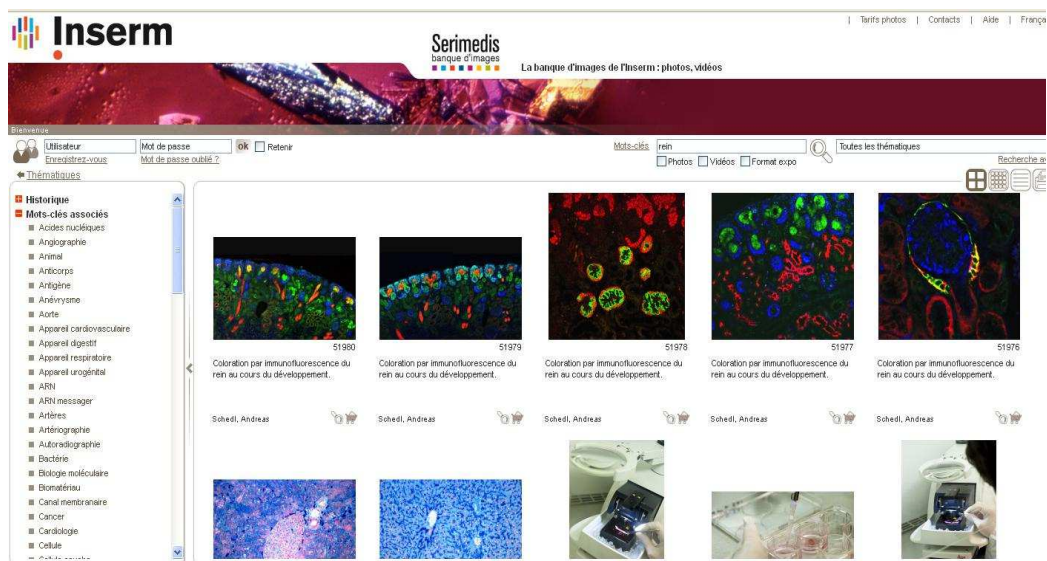 Tarifs photos | Contacts | Aide | França
Inserm
Serimedis
banque d'images
La banque d'images de l'Inserm : photos, vidéos
Bienvenue
Utilisateur Mot de passe ok Retenir Mots-clés rein Toutes les thématiques
Enregistrez-vous Mot de passe oublié ? Photos Vidéos Format expo Recherche av
Thématiques
Historique
Mots-clés associés
Acides nucléiques
Angiographie
Animal
Anticorps
Antigène
Anévrysme
Aorte
Appareil cardiovasculaire
Appareil digestif
Appareil respiratoire
Appareil urogénital
ARN
ARN messager
Artères
Artériographie
Autoradiographie
Bactérie
Biologie moléculaire
Biomatériau
Canal membranaire
Cancer
Cardiologie
Cellule
51980
Coloration par immunofluorescence du
rein au cours du développement.
Schedl, Andreas
51979
Coloration par immunofluorescence du
rein au cours du développement.
Schedl, Andreas
51978
Coloration par immunofluorescence du
rein au cours du développement.
Schedl, Andreas
51977
Coloration par immunofluorescence du
rein au cours du développement.
Schedl, Andreas
51976
Coloration par immunofluorescence du
rein au cours du développement.
Schedl, Andreas